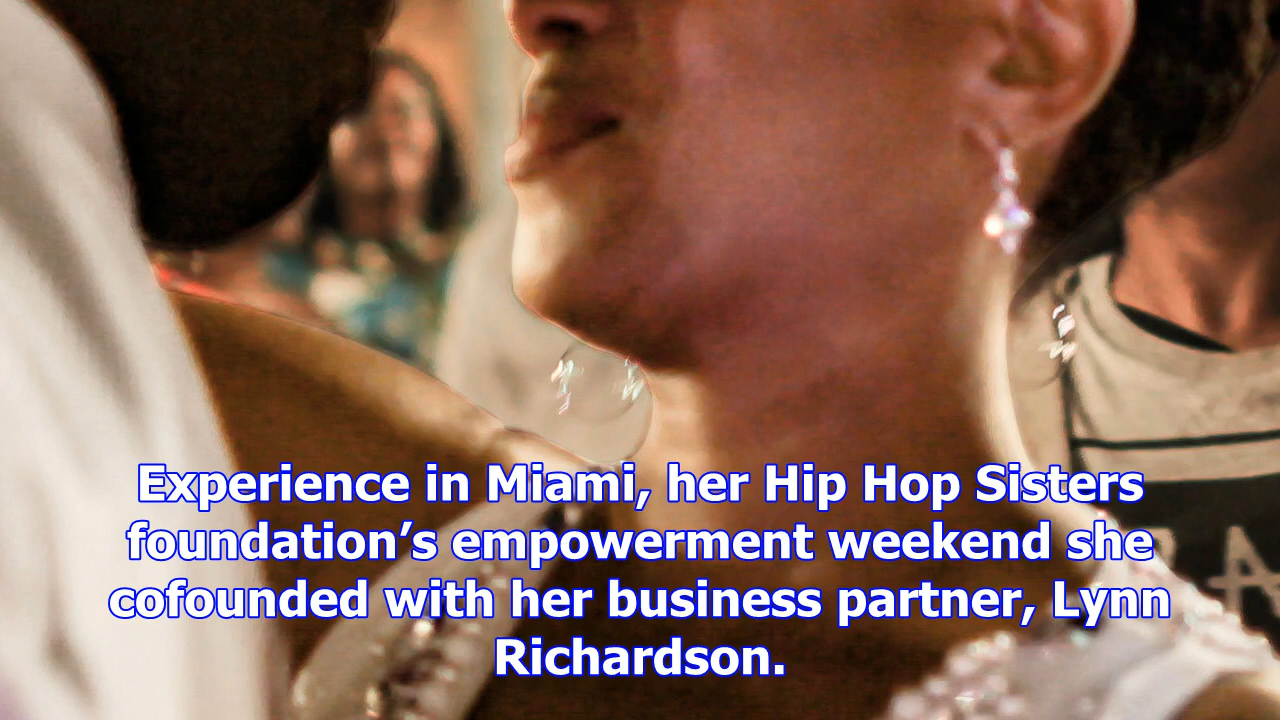 Experience in Miami, her Hip Hop Sisters
foundation’s empowerment weekend she
cofounded with her business partner, Lynn
Richardson.